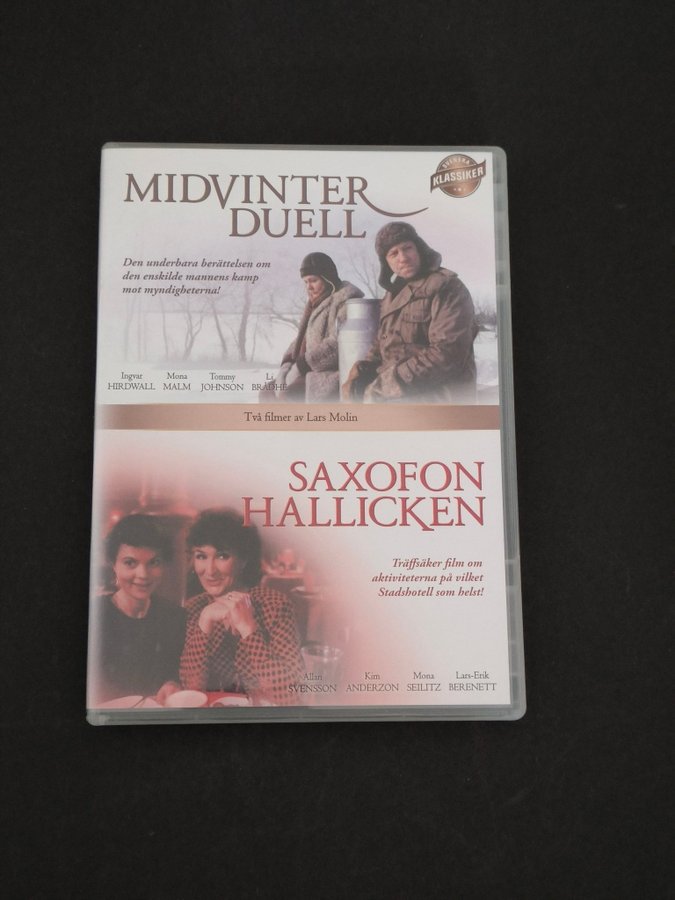 SVENSKA
KLASSIKER
MIDVINTER
DUELL
Den underbara berättelsen om
den enskilde mannens kamp
mot myndigheterna!
Ingvar HIRDWALL Mona MALM Tommy JOHNSON Li BRÅDHE
Två filmer av Lars Molin
SAXOFON
HALLICKEN
Träffsäker film om
aktiviteterna på vilket
Stadshotell som helst!
Allan SVENSSON Kim ANDERZON Mona SEILITZ Lars-Erik BERENETT